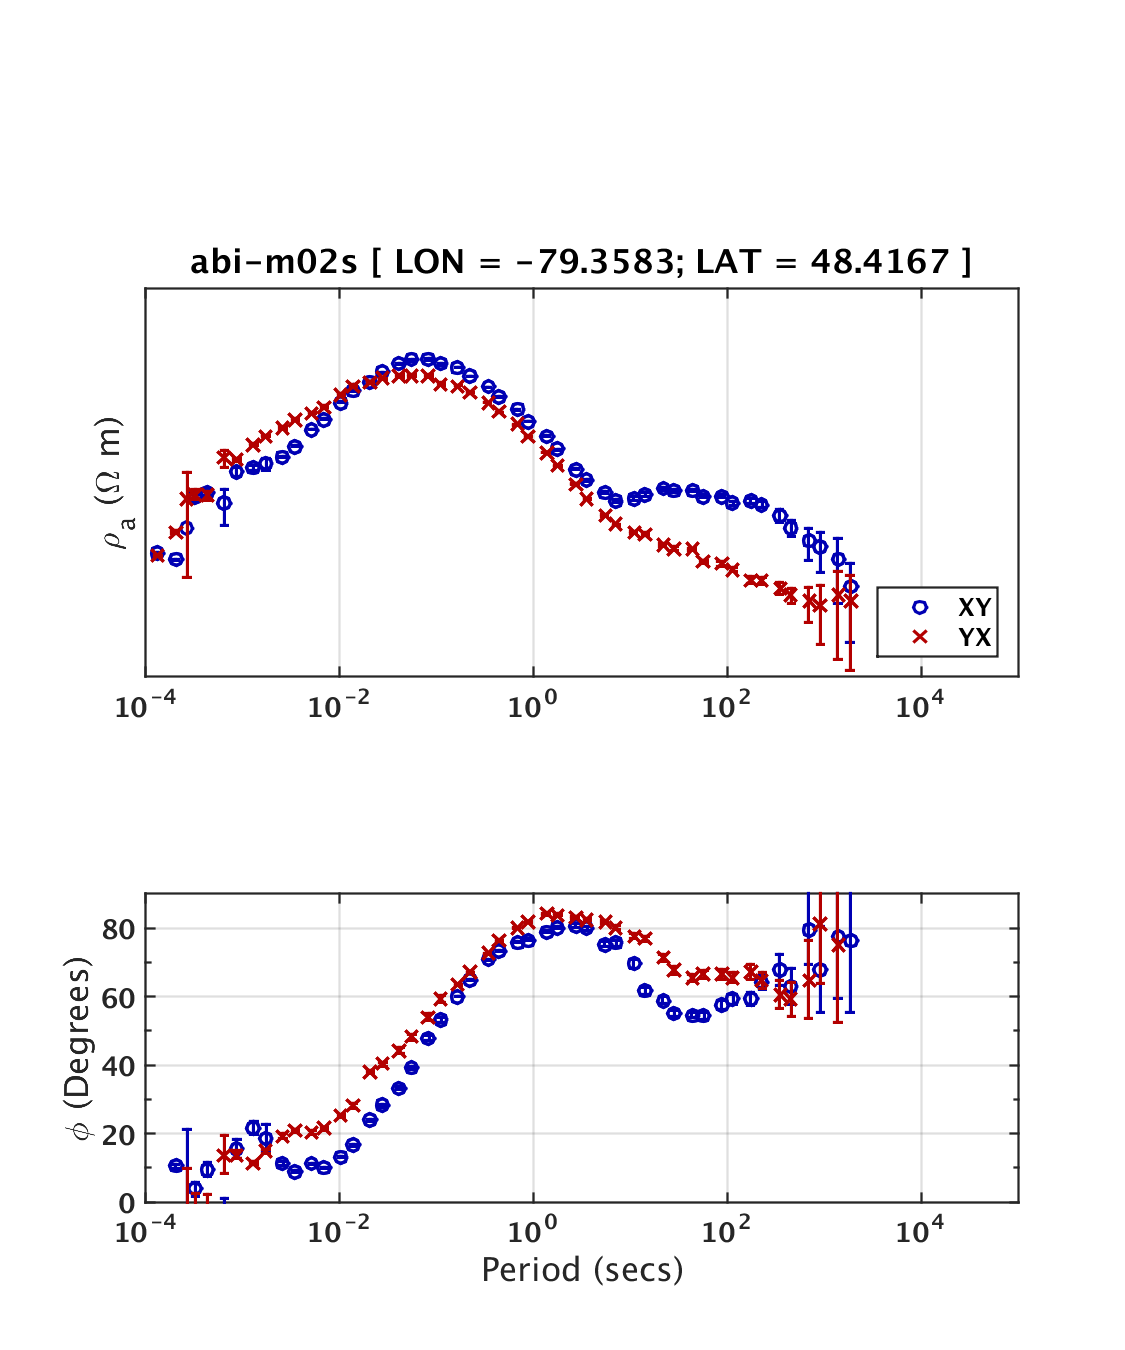 abi-m02s [ LON = -79.3583; LAT = 48.4167 ]
ρa (Ω m)
XY
YX
10^-4 10^-2 10^0 10^2 10^4
φ (Degrees)
80
60
40
20
0
10^-4 10^-2 10^0 10^2 10^4
Period (secs)